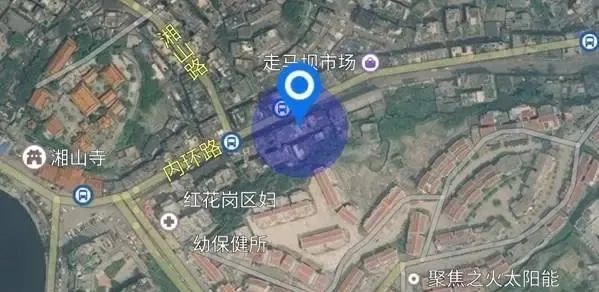 湘山路
走马坝市场
湘山寺
内环路
红花岗区妇
幼保健所
聚焦之火太阳能